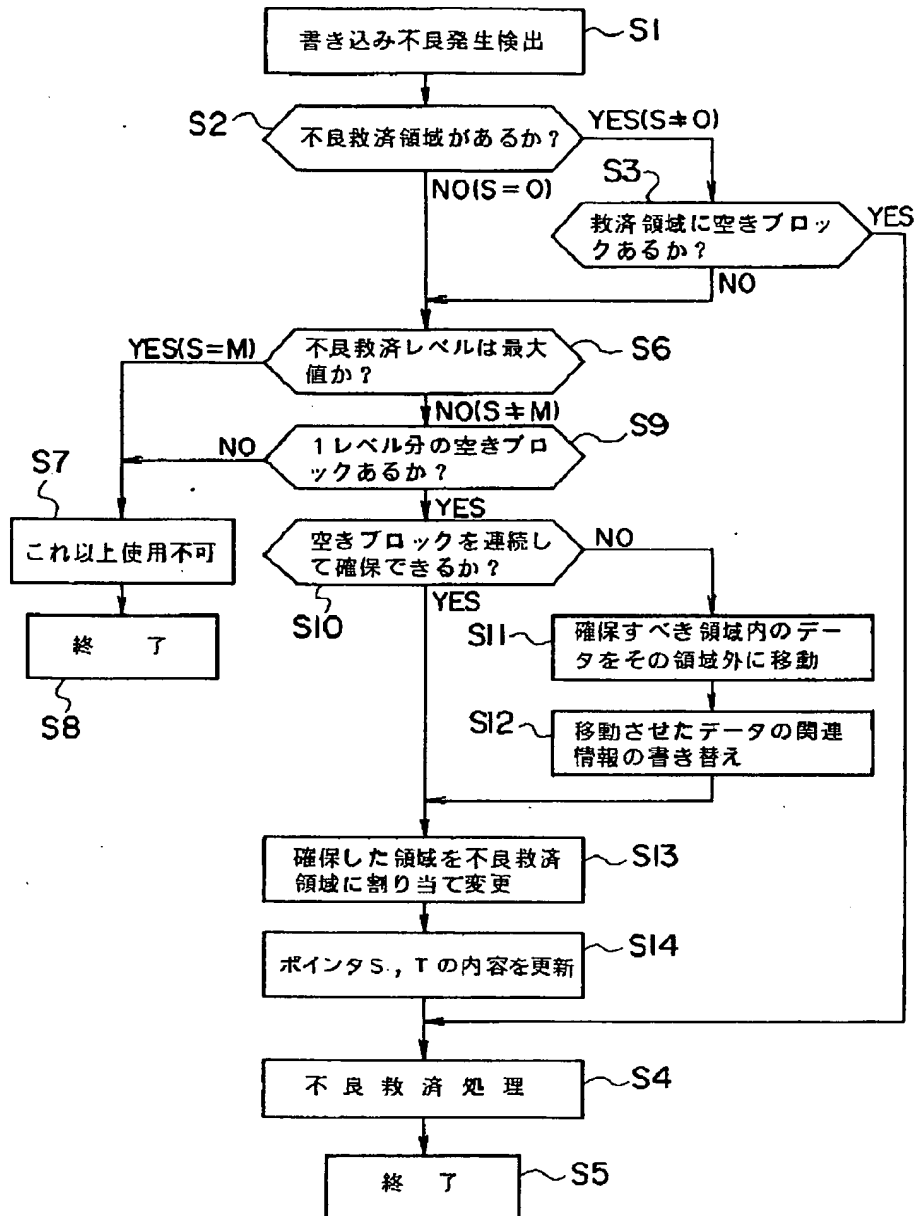 書き込み不良発生検出
S1
S2
不良救済領域があるか?
YES(S≠0)
NO(S=0)
S3
救済領域に空きブロッ
クあるか?
YES
NO
YES(S=M)
不良救済レベルは最大
値か?
S6
NO(S≠M)
NO
1レベル分の空きブロ
ックあるか?
S9
S7
YES
これ以上使用不可
空きブロックを連続し
て確保できるか?
NO
S10
YES
終了
S8
S11
確保すべき領域内のデー
タをその領域外に移動
S12
移動させたデータの関連
情報の書き替え
確保した領域を不良救済
領域に割り当て変更
S13
ポインタS,Tの内容を更新
S14
不良救済処理
S4
終了
S5